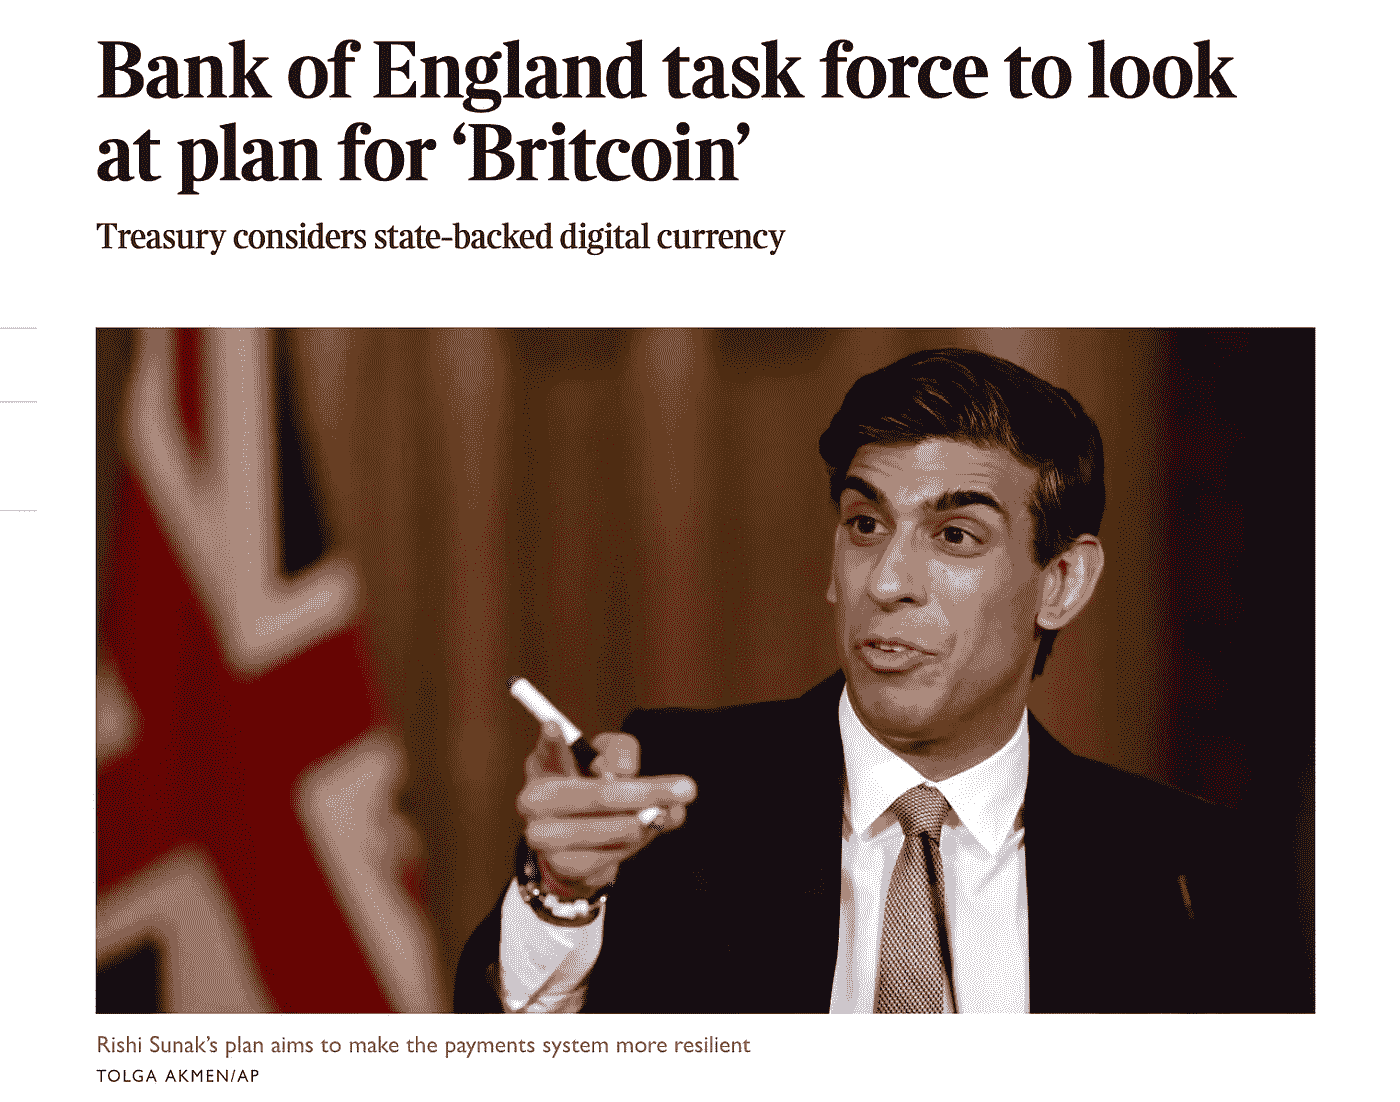 Bank of England task force to look
at plan for ‘Britcoin’
Treasury considers state-backed digital currency
Rishi Sunak’s plan aims to make the payments system more resilient
TOLGA AKMEN/AP